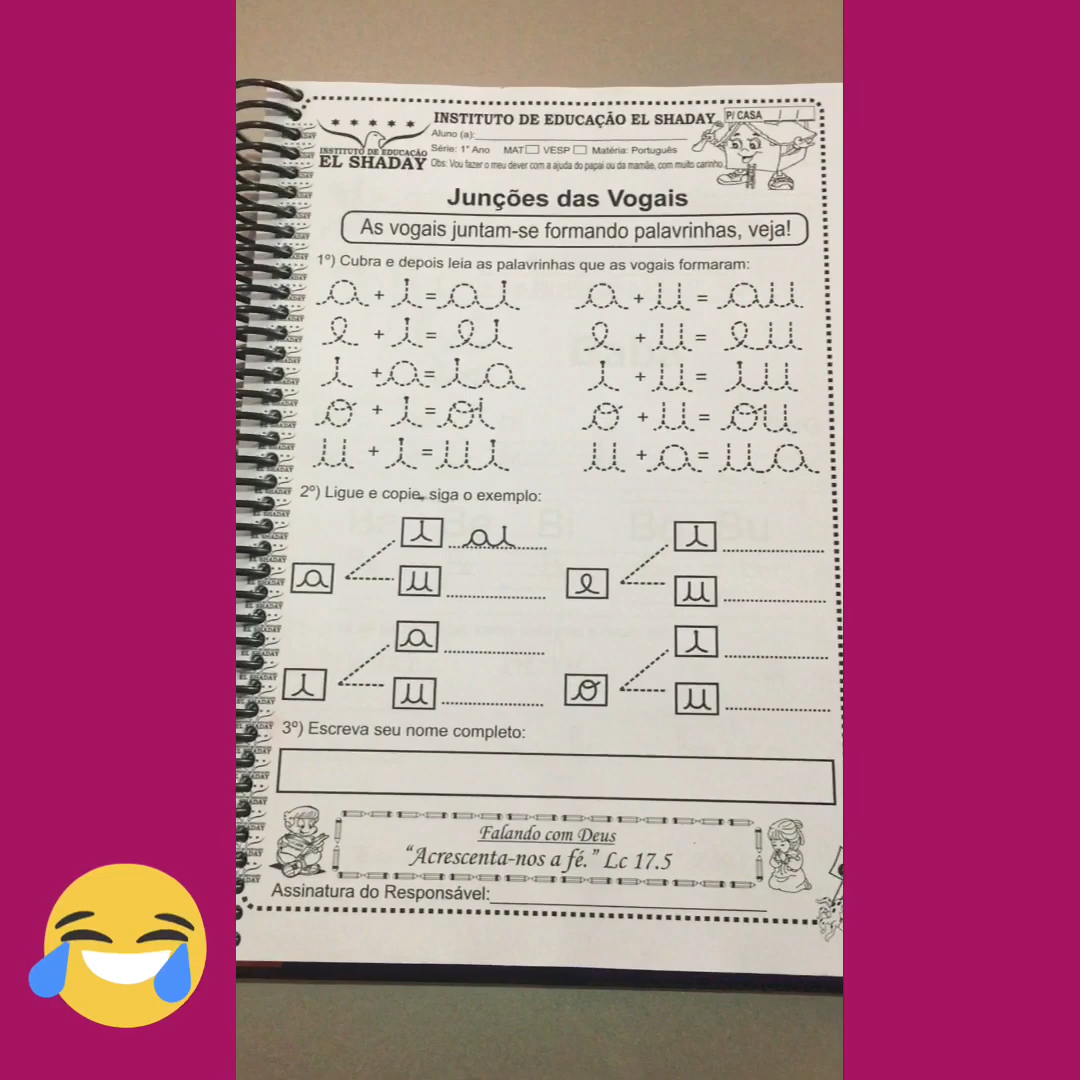 INSTITUTO DE EDUCAÇÃO EL SHADAY
P/ CASA / /
Aluno (a):
INSTITUTO DE EDUCAÇÃO
EL SHADAY
Série: 1° Ano MAT VESP Matéria: Português
Obs: Vou fazer o meu dever com a ajuda do papai ou da mamãe, com muito carinho.
Junções das Vogais
As vogais juntam-se formando palavrinhas, veja!
1º) Cubra e depois leia as palavrinhas que as vogais formaram:
a + i = ai a + u = au
e + i = ei e + u = eu
i + a = ia i + u = iu
o + i = oi o + u = ou
u + i = ui u + a = ua
2º) Ligue e copie, siga o exemplo:
i ai i
a u e u
a i
i u o u
3º) Escreva seu nome completo:
Falando com Deus
“Acrescenta-nos a fé.” Lc 17.5
Assinatura do Responsável: